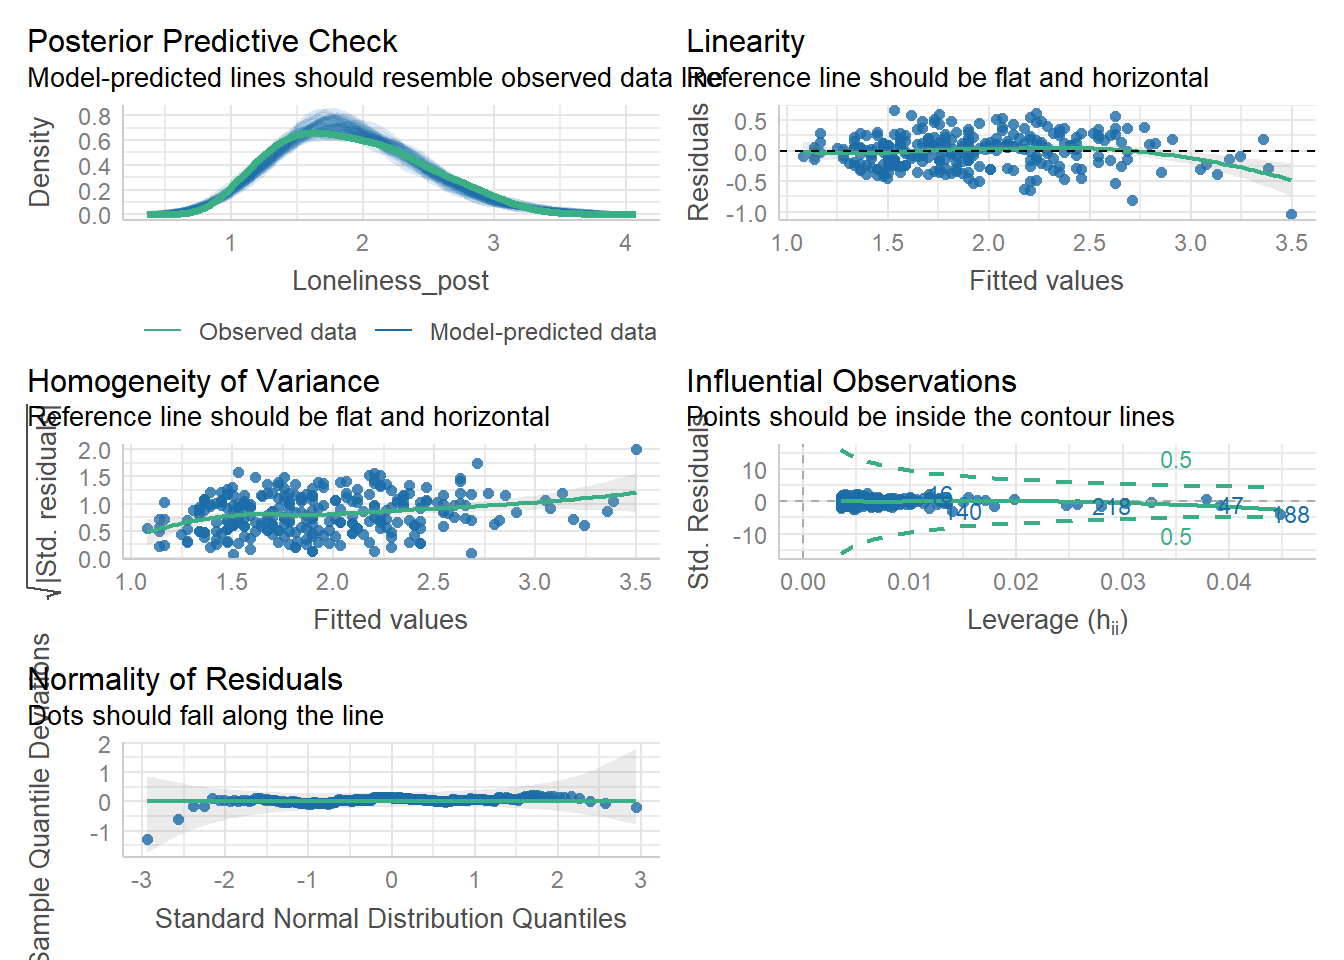 Posterior Predictive Check
Model-predicted lines should resemble observed data line
Density
0.8
0.6
0.4
0.2
0.0
1 2 3 4
Loneliness_post
Observed data Model-predicted data
Linearity
Reference line should be flat and horizontal
Residuals
0.5
0.0
-0.5
-1.0
1.0 1.5 2.0 2.5 3.0 3.5
Fitted values
Homogeneity of Variance
Reference line should be flat and horizontal
√|Std. residuals|
2.0
1.5
1.0
0.5
0.0
1.0 1.5 2.0 2.5 3.0 3.5
Fitted values
Influential Observations
Points should be inside the contour lines
Std. Residuals
10
0
-10
0.5
16
218
47
0.5
0.00 0.01 0.02 0.03 0.04
Leverage (hii)
Normality of Residuals
Dots should fall along the line
Sample Quantile Deviations
2
1
0
-1
-3 -2 -1 0 1 2 3
Standard Normal Distribution Quantiles